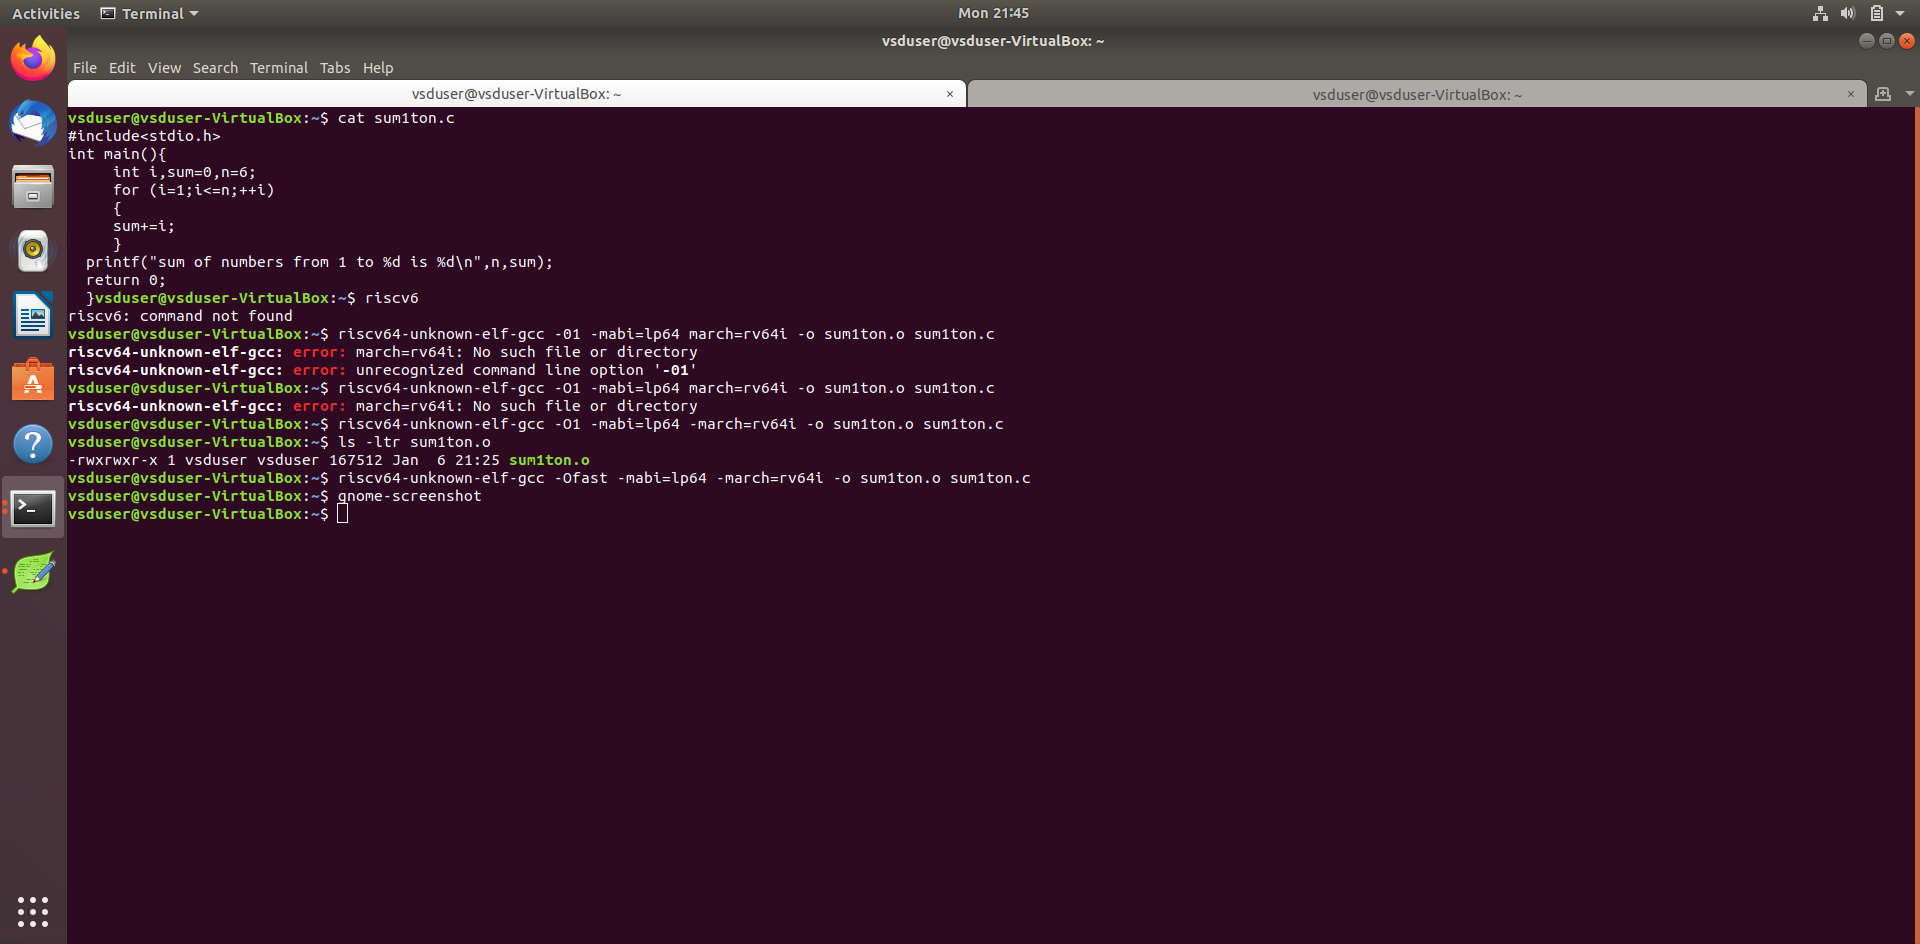 Activities Terminal Mon 21:45
vsduser@vsduser-VirtualBox: ~
File Edit View Search Terminal Tabs Help
vsduser@vsduser-VirtualBox: ~ × vsduser@vsduser-VirtualBox: ~ ×
vsduser@vsduser-VirtualBox:~$ cat sum1ton.c
#include<stdio.h>
int main(){
     int i,sum=0,n=6;
     for (i=1;i<=n;++i)
     {
     sum+=i;
     }
  printf("sum of numbers from 1 to %d is %d\n",n,sum);
  return 0;
  }vsduser@vsduser-VirtualBox:~$ riscv6
riscv6: command not found
vsduser@vsduser-VirtualBox:~$ riscv64-unknown-elf-gcc -01 -mabi=lp64 march=rv64i -o sum1ton.o sum1ton.c
riscv64-unknown-elf-gcc: error: march=rv64i: No such file or directory
riscv64-unknown-elf-gcc: error: unrecognized command line option '-01'
vsduser@vsduser-VirtualBox:~$ riscv64-unknown-elf-gcc -O1 -mabi=lp64 march=rv64i -o sum1ton.o sum1ton.c
riscv64-unknown-elf-gcc: error: march=rv64i: No such file or directory
vsduser@vsduser-VirtualBox:~$ riscv64-unknown-elf-gcc -O1 -mabi=lp64 -march=rv64i -o sum1ton.o sum1ton.c
vsduser@vsduser-VirtualBox:~$ ls -ltr sum1ton.o
-rwxrwxr-x 1 vsduser vsduser 167512 Jan  6 21:25 sum1ton.o
vsduser@vsduser-VirtualBox:~$ riscv64-unknown-elf-gcc -Ofast -mabi=lp64 -march=rv64i -o sum1ton.o sum1ton.c
vsduser@vsduser-VirtualBox:~$ gnome-screenshot
vsduser@vsduser-VirtualBox:~$